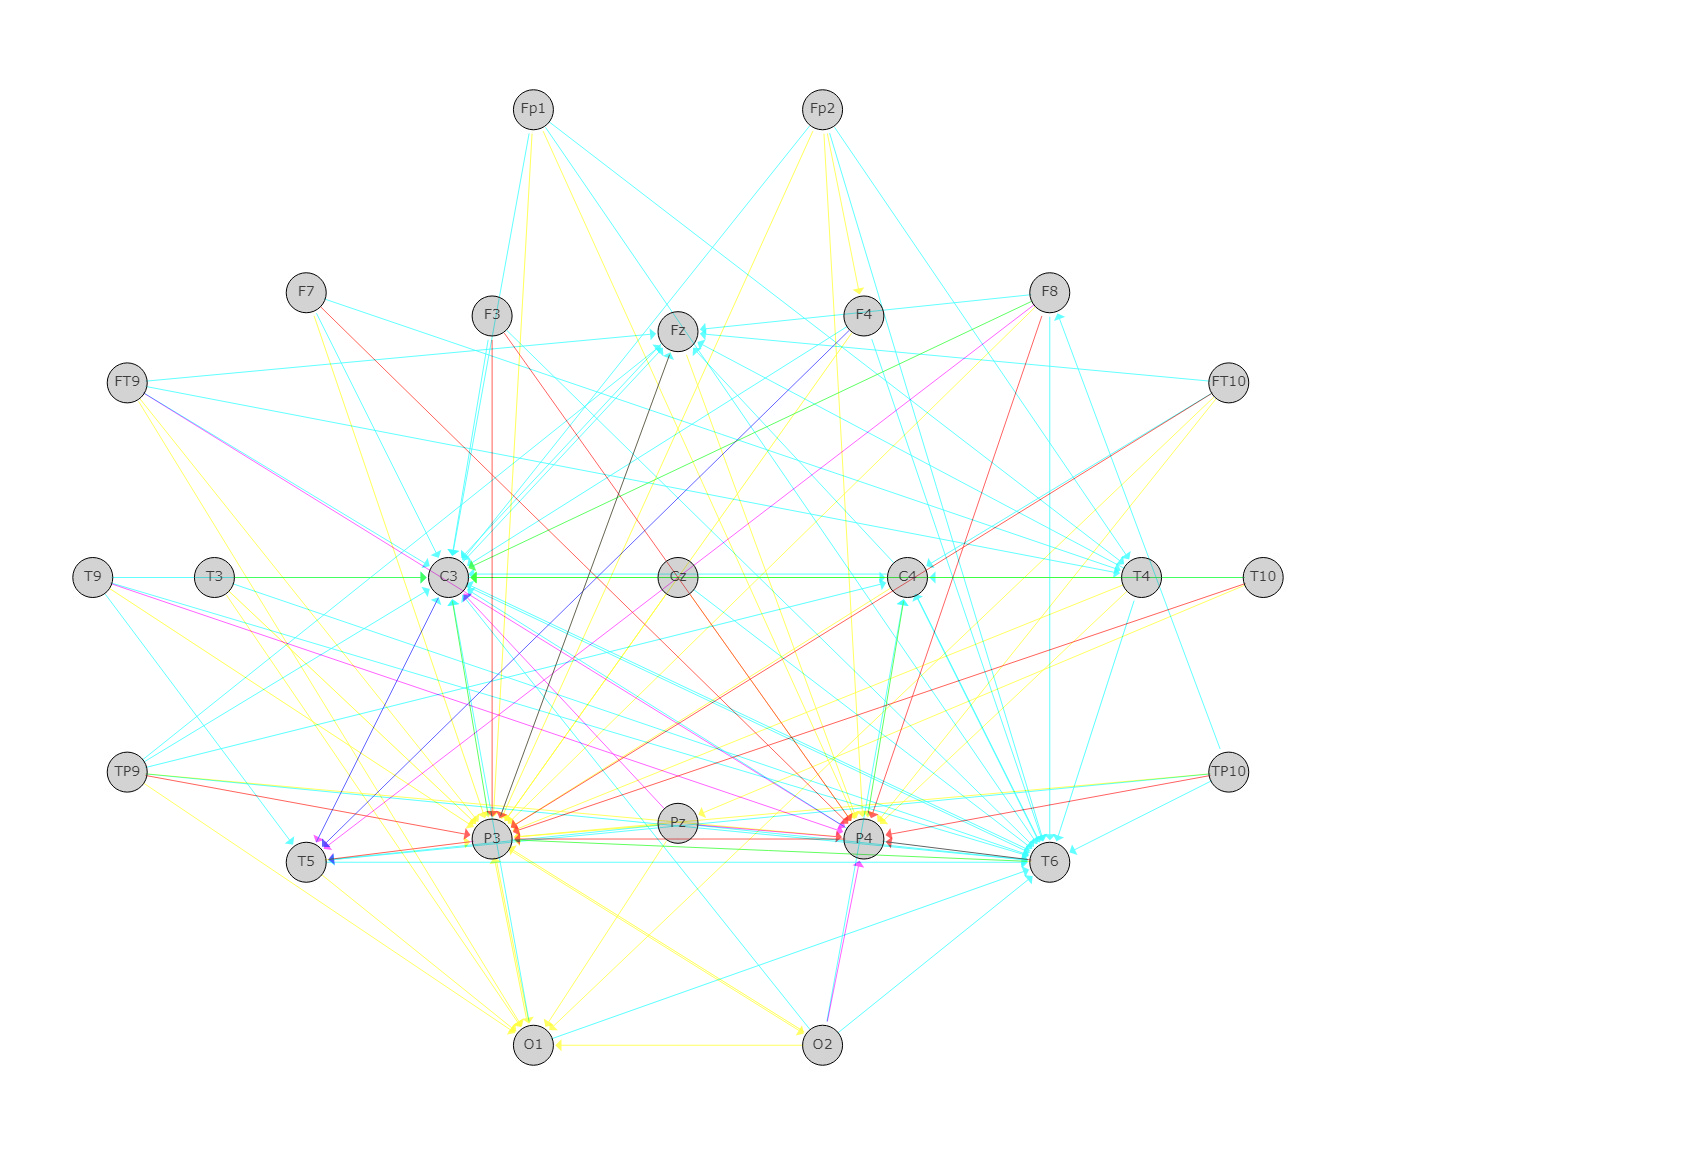 Fp1 Fp2
F7 F3 Fz F4 F8
FT9 FT10
T9 T3 C3 Cz C4 T4 T10
TP9 TP10
T5 P3 Pz P4 T6
O1 O2